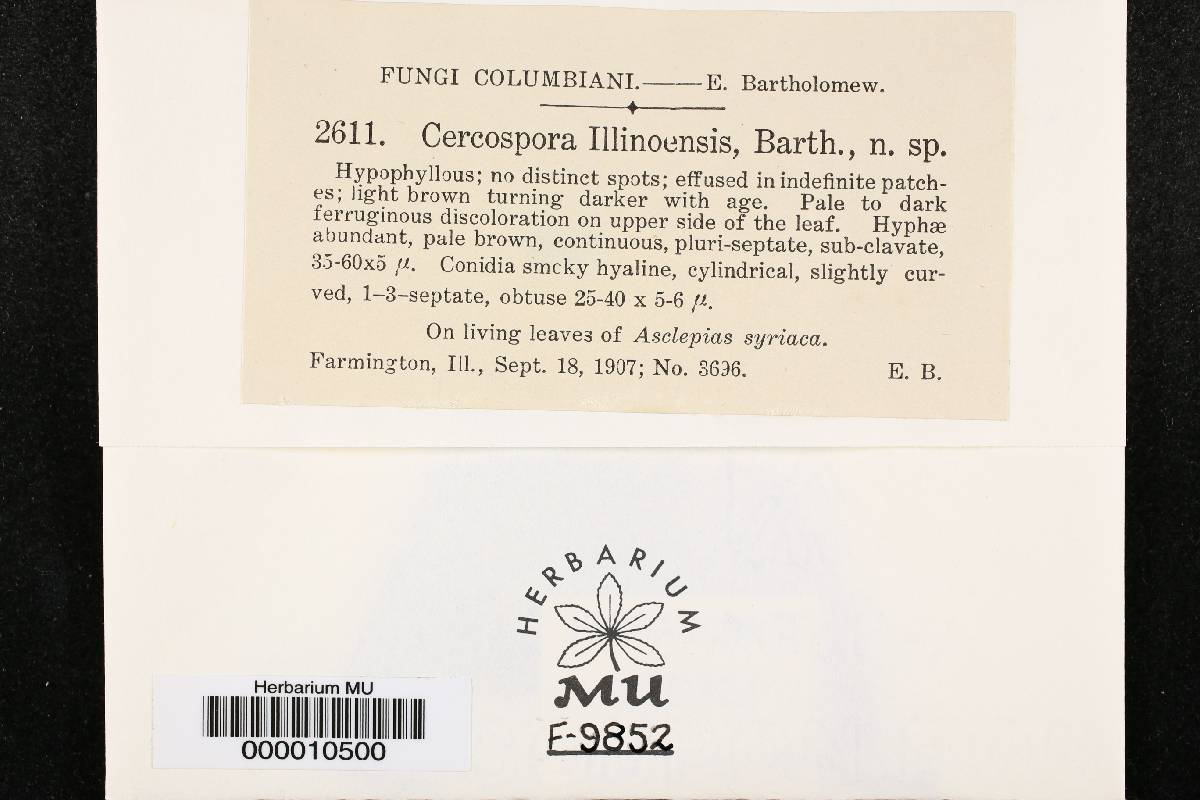 FUNGI COLUMBIANI.——E. Bartholomew.
2611. Cercospora Illinoensis, Barth., n. sp.
Hypophyllous; no distinct spots; effused in indefinite patch-
es; light brown turning darker with age. Pale to dark
ferruginous discoloration on upper side of the leaf. Hyphæ
abundant, pale brown, continuous, pluri-septate, sub-clavate,
35-60x5 µ. Conidia smoky hyaline, cylindrical, slightly cur-
ved, 1–3–septate, obtuse 25-40 x 5-6 µ.
On living leaves of Asclepias syriaca.
Farmington, Ill., Sept. 18, 1907; No. 3696. E. B.
HERBARIUM
MU
F-9852
Herbarium MU
000010500